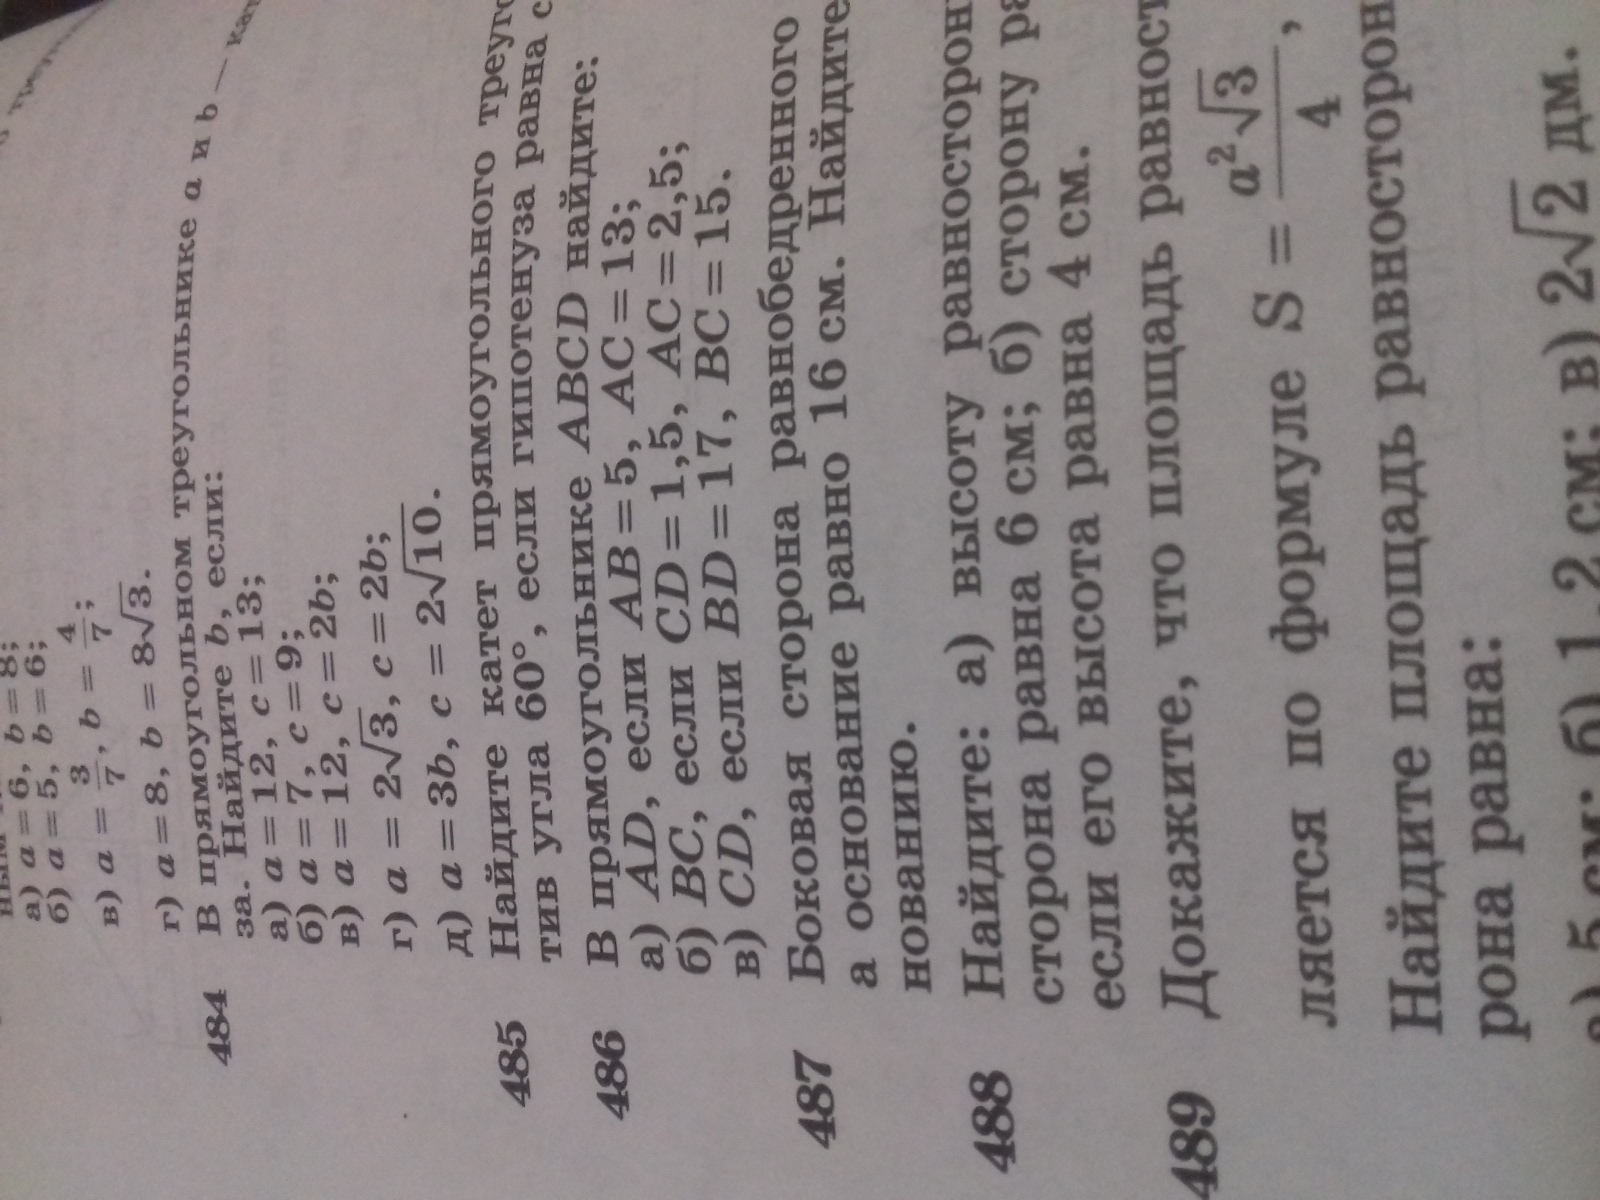 а) a = 6, b = 8;
б) a = 5, b = 6;
в) a = 3/7, b = 4/7;
г) a = 8, b = 8√3.
484 В прямоугольном треугольнике a и b —
за. Найдите b, если:
а) a = 12, c = 13;
б) a = 7, c = 9;
в) a = 12, c = 2b;
г) a = 2√3, c = 2b;
д) a = 3b, c = 2√10.
485 Найдите катет прямоугольного треуго
тив угла 60°, если гипотенуза равна с
486 В прямоугольнике ABCD найдите:
а) AD, если AB = 5, AC = 13;
б) BC, если CD = 1,5, AC = 2,5;
в) CD, если BD = 17, BC = 15.
487 Боковая сторона равнобедренного
а основание равно 16 см. Найдите
нованию.
488 Найдите: а) высоту равносторон
сторона равна 6 см; б) сторону ра
если его высота равна 4 см.
489 Докажите, что площадь равност
ляется по формуле S = a²√3/4,
Найдите площадь равносторон
рона равна:
а) 5 см; б) 1,2 см; в) 2√2 дм.